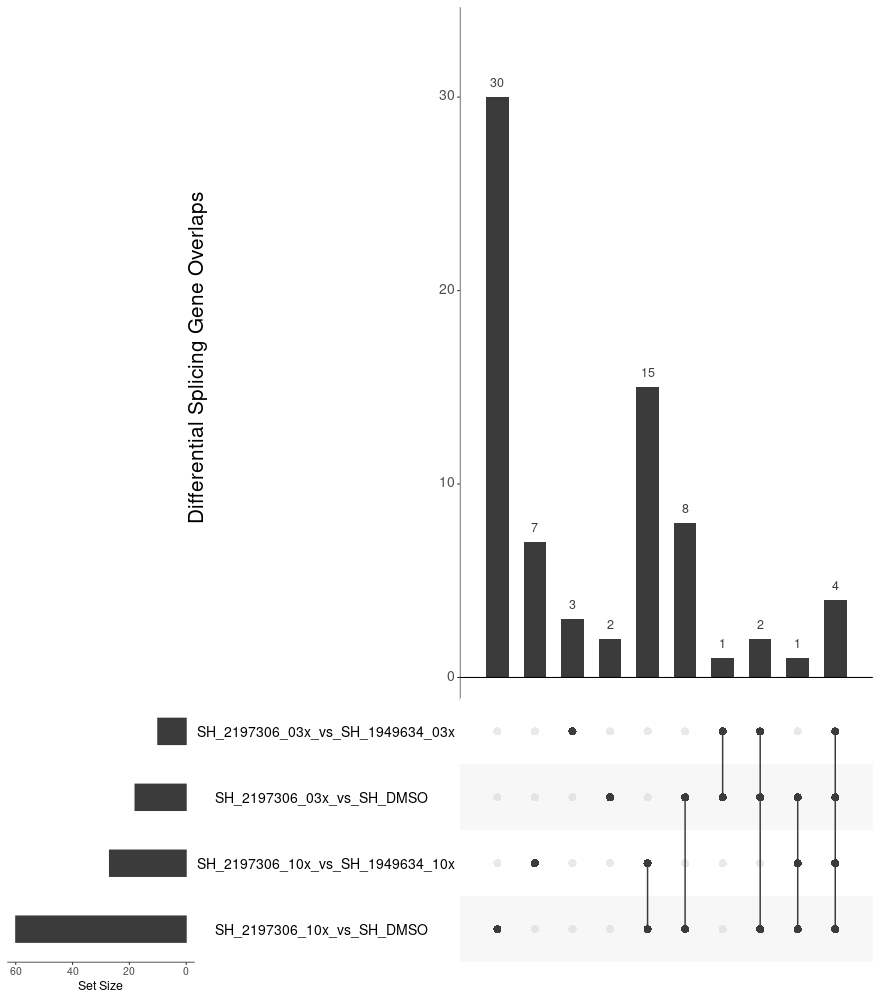 Differential Splicing Gene Overlaps
30
20
10
0
30
7
3
2
15
8
1
2
1
4
SH_2197306_03x_vs_SH_1949634_03x
SH_2197306_03x_vs_SH_DMSO
SH_2197306_10x_vs_SH_1949634_10x
SH_2197306_10x_vs_SH_DMSO
60 40 20 0
Set Size